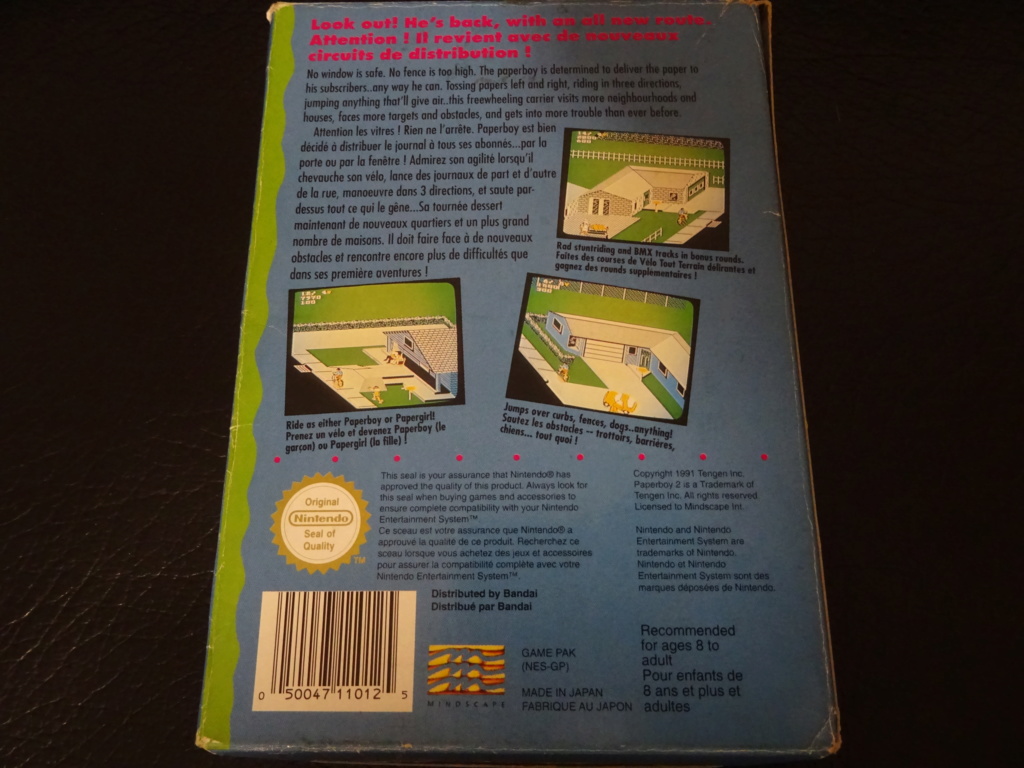 Look out! He's back, with an all new route.
Attention ! Il revient avec de nouveaux
circuits de distribution !
No window is safe. No fence is too high. The paperboy is determined to deliver the paper to
his subscribers..any way he can. Tossing papers left and right, riding in three directions,
jumping anything that'll give air..this freewheeling carrier visits more neighbourhoods and
houses, faces more targets and obstacles, and gets into more trouble than ever before.
Attention les vitres ! Rien ne l'arrête. Paperboy est bien
décidé à distribuer le journal à tous ses abonnés...par la
porte ou par la fenêtre ! Admirez son agilité lorsqu'il
chevauche son vélo, lance des journaux de part et d'autre
de la rue, manoeuvre dans 3 directions, et saute par-
dessus tout ce qui le gêne...Sa tournée dessert
maintenant de nouveaux quartiers et un plus grand
nombre de maisons. Il doit faire face à de nouveaux
obstacles et rencontre encore plus de difficultés que
dans ses première aventures !
Rad stuntriding and BMX tracks in bonus rounds.
Faites des courses de Vélo Tout Terrain délirantes et
gagnez des rounds supplémentaires !
Ride as either Paperboy or Papergirl!
Prenez un vélo et devenez Paperboy (le
garçon) ou Papergirl (la fille) !
Jumps over curbs, fences, dogs..anything!
Sautez les obstacles -- trottoirs, barrières,
chiens... tout quoi !
Original
Nintendo
Seal of
Quality
TM
This seal is your assurance that Nintendo® has
approved the quality of this product. Always look for
this seal when buying games and accessories to
ensure complete compatibility with your Nintendo
Entertainment System™.
Ce sceau est votre assurance que Nintendo® a
approuvé la qualité de ce produit. Recherchez ce
sceau lorsque vous achetez des jeux et accessoires
pour assurer la compatibilité complète avec votre
Nintendo Entertainment System™.
Copyright 1991 Tengen Inc.
Paperboy 2 is a Trademark of
Tengen Inc. All rights reserved.
Licensed to Mindscape Int.
Nintendo and Nintendo
Entertainment System are
trademarks of Nintendo.
Nintendo et Nintendo
Entertainment System sont des
marques déposées de Nintendo.
Distributed by Bandai
Distribué par Bandai
0 50047 11012 5
MINDSCAPE
GAME PAK
(NES-GP)
MADE IN JAPAN
FABRIQUE AU JAPON
Recommended
for ages 8 to
adult
Pour enfants de
8 ans et plus et
adultes